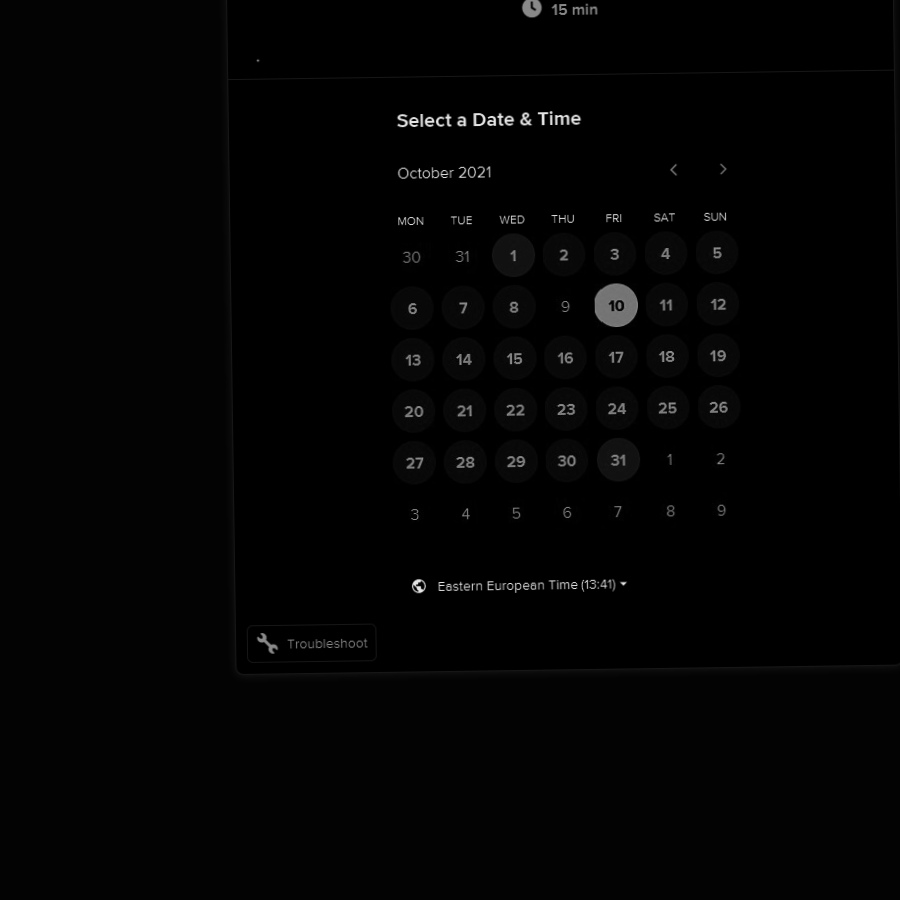 15 min
.
Select a Date & Time
October 2021
MON TUE WED THU FRI SAT SUN
30 31 1 2 3 4 5
6 7 8 9 10 11 12
13 14 15 16 17 18 19
20 21 22 23 24 25 26
27 28 29 30 31 1 2
3 4 5 6 7 8 9
Eastern European Time (13:41)
Troubleshoot